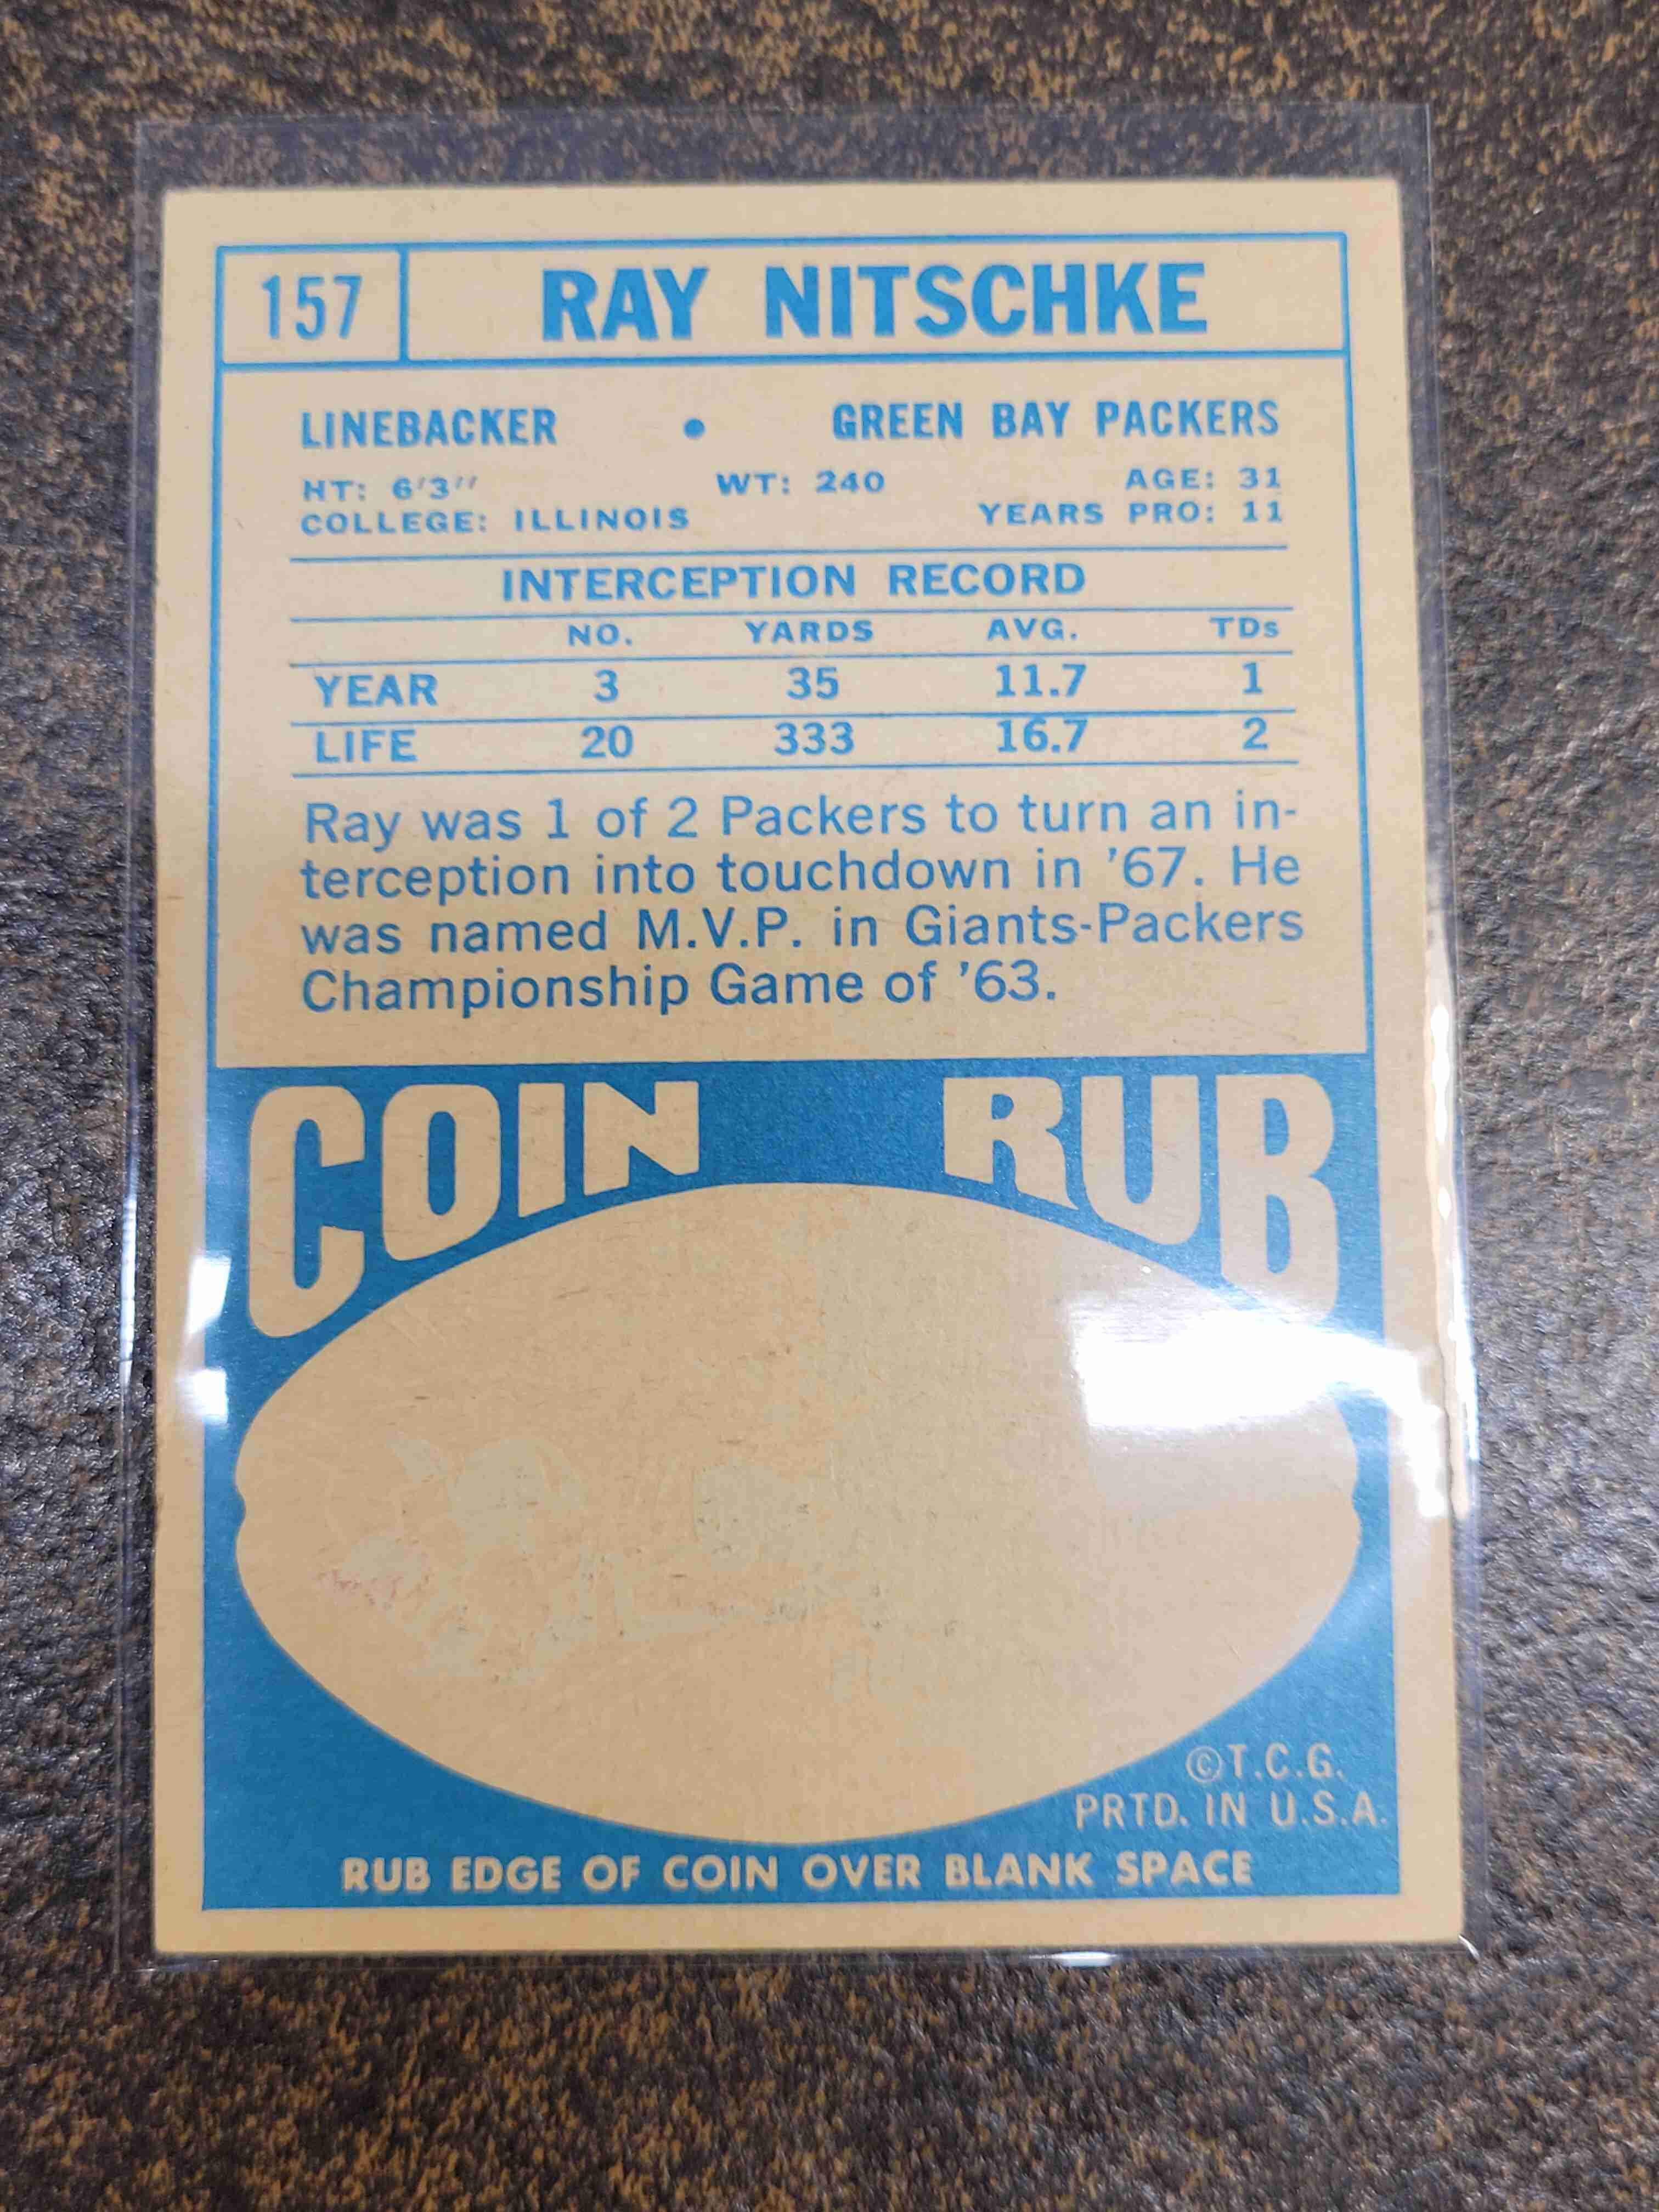 157 RAY NITSCHKE
LINEBACKER • GREEN BAY PACKERS
HT: 6'3" WT: 240 AGE: 31
COLLEGE: ILLINOIS YEARS PRO: 11
INTERCEPTION RECORD
NO. YARDS AVG. TDs
YEAR 3 35 11.7 1
LIFE 20 333 16.7 2
Ray was 1 of 2 Packers to turn an in-
terception into touchdown in '67. He
was named M.V.P. in Giants-Packers
Championship Game of '63.
COIN RUB
©T.C.G.
PRTD. IN U.S.A.
RUB EDGE OF COIN OVER BLANK SPACE